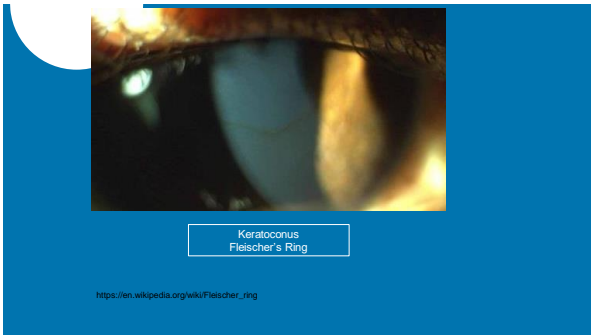 Keratoconus
Fleischer's Ring
https://en.wikipedia.org/wiki/Fleischer_ring